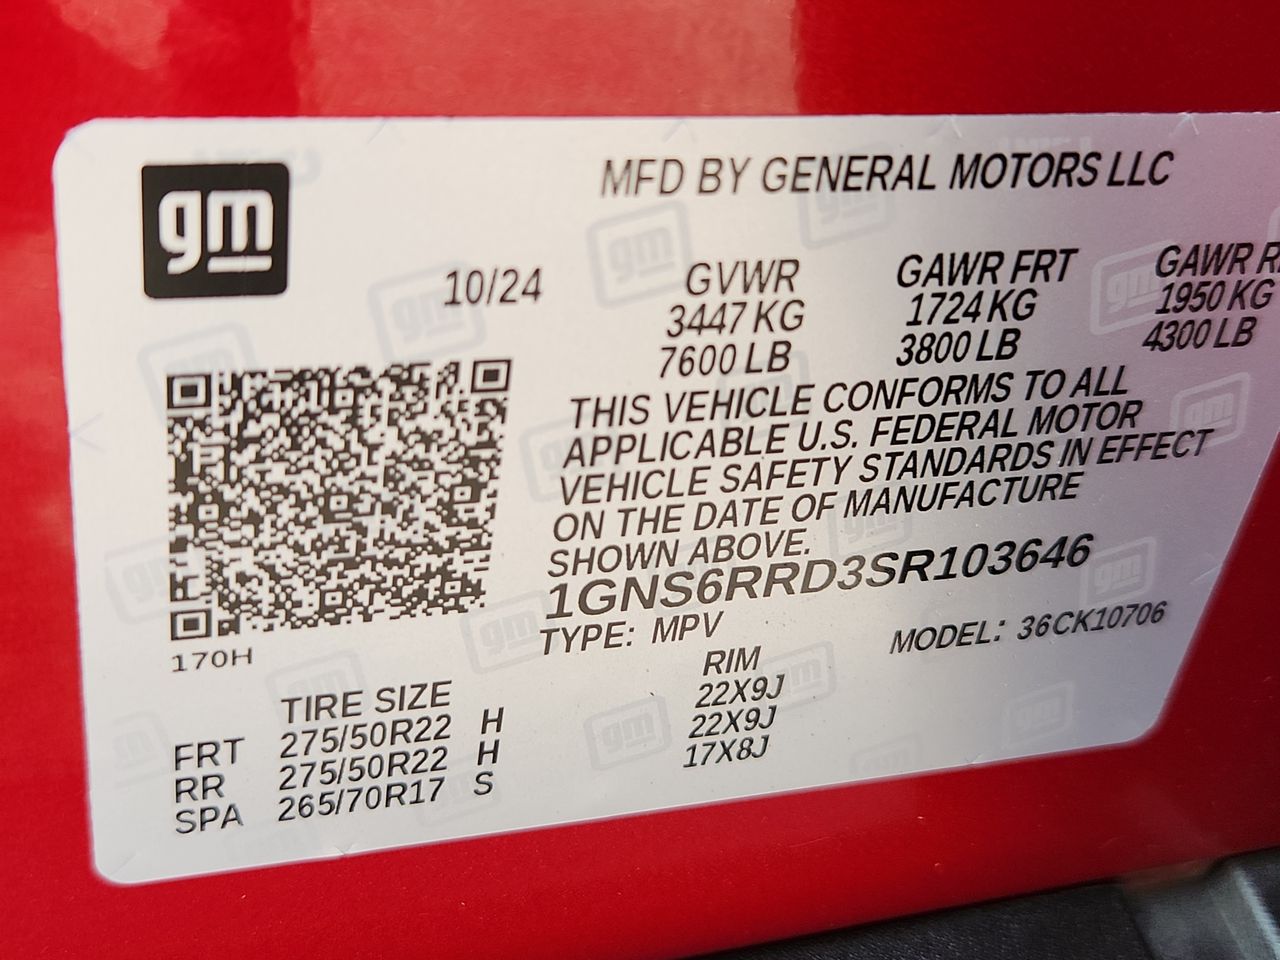 gm
MFD BY GENERAL MOTORS LLC
10/24 GVWR GAWR FRT GAWR
3447 KG 1724 KG 1950 KG
7600 LB 3800 LB 4300 LB
THIS VEHICLE CONFORMS TO ALL
APPLICABLE U.S. FEDERAL MOTOR
VEHICLE SAFETY STANDARDS IN EFFECT
ON THE DATE OF MANUFACTURE
SHOWN ABOVE.
1GNS6RRD3SR103646
TYPE: MPV MODEL: 36CK10706
170H
TIRE SIZE RIM
FRT 275/50R22 H 22X9J
RR 275/50R22 H 22X9J
SPA 265/70R17 S 17X8J